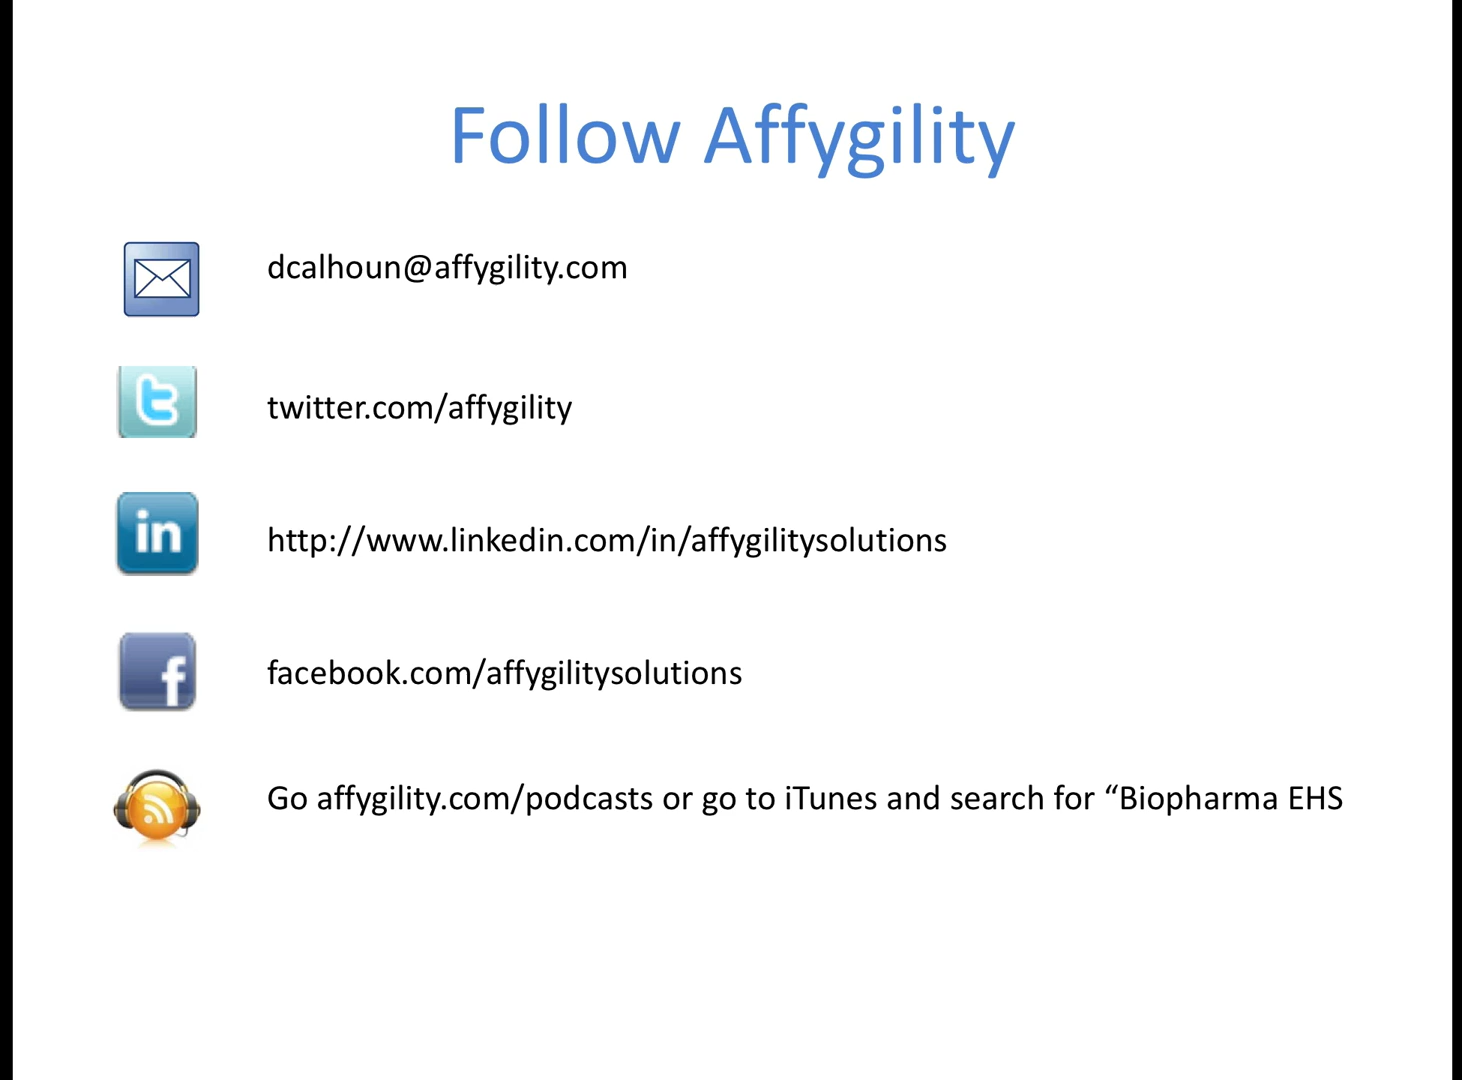 Follow Affygility
dcalhoun@affygility.com
twitter.com/affygility
http://www.linkedin.com/in/affygilitysolutions
facebook.com/affygilitysolutions
Go affygility.com/podcasts or go to iTunes and search for “Biopharma EHS